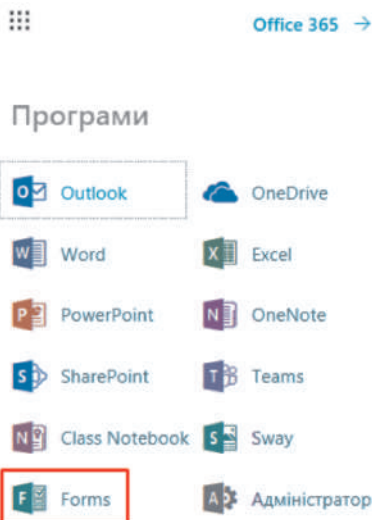 Office 365 →
Програми
Outlook OneDrive
Word Excel
PowerPoint OneNote
SharePoint Teams
Class Notebook Sway
Forms Адміністратор